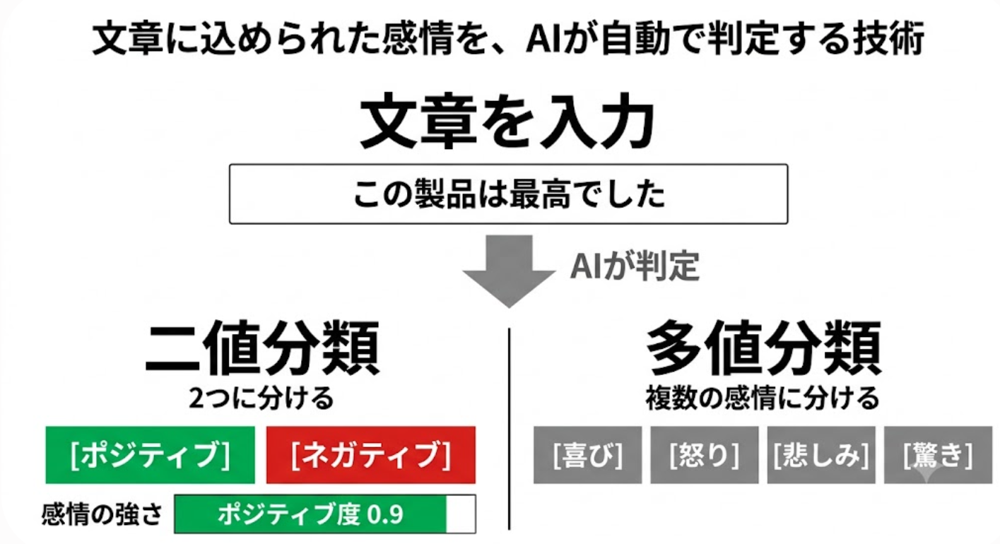 文章に込められた感情を、AIが自動で判定する技術
文章を入力
この製品は最高でした
AIが判定
二値分類
2つに分ける
[ポジティブ]
[ネガティブ]
感情の強さ
ポジティブ度 0.9
多値分類
複数の感情に分ける
[喜び]
[怒り]
[悲しみ]
[驚き]